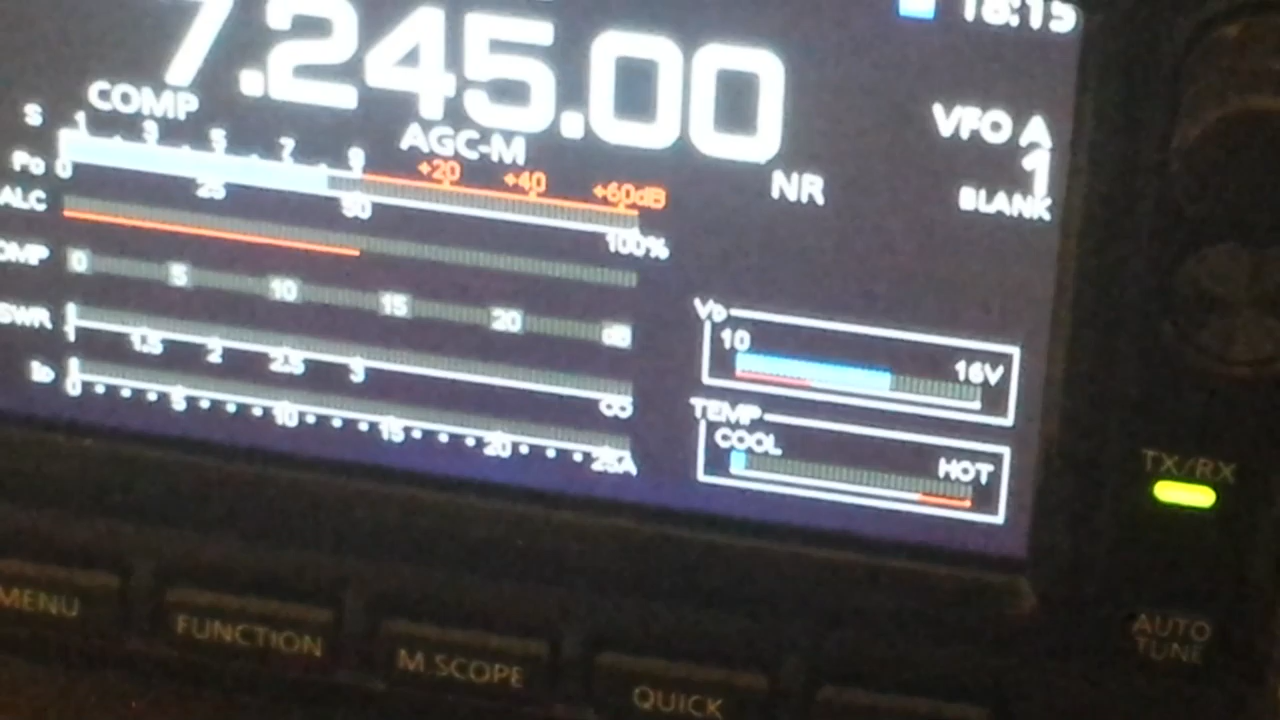 18:15
7.245.00
COMP
AGC-M
VFO A
1
BLANK
NR
S 1 3 5 7 9 +20 +40 +60dB
Po 0 25 50 100%
ALC
OMP 0 5 10 15 20 dB
SWR 1 1.5 2 2.5 3 ∞
ID 0 5 10 15 20 25A
VD
10 16V
TEMP
COOL HOT
TX/RX
AUTO
TUNE
MENU
FUNCTION
M.SCOPE
QUICK